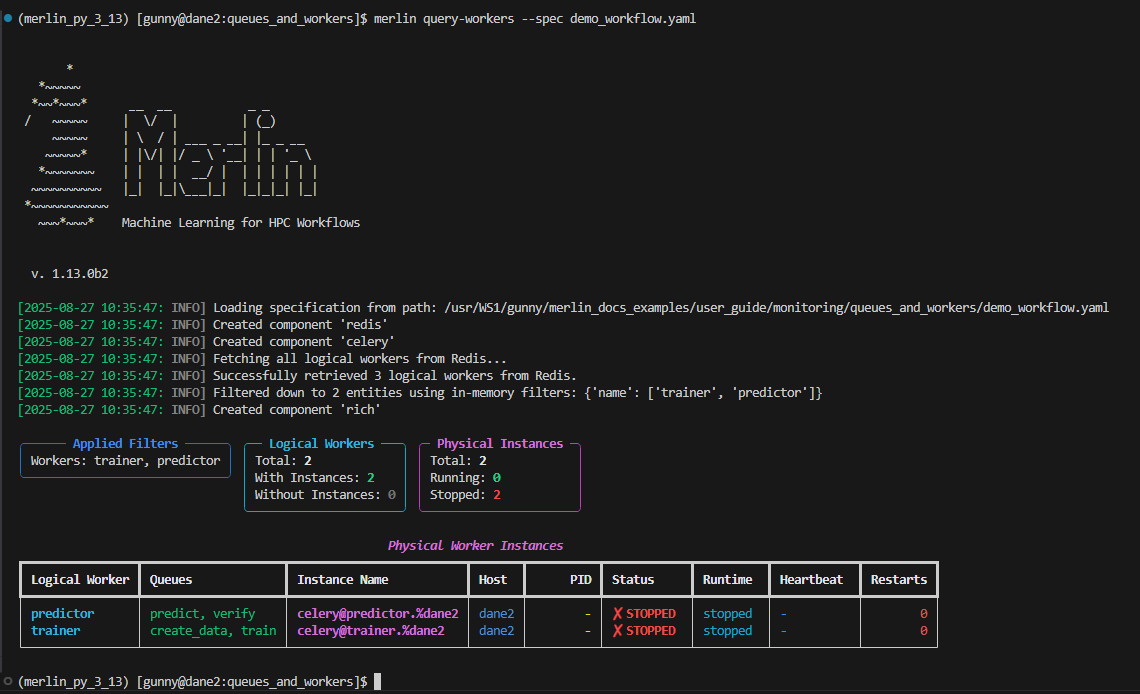 (merlin_py_3_13) [gunny@dane2:queues_and_workers]$ merlin query-workers --spec demo_workflow.yaml
       *
   *~~~~~
  *~~*~~~*      __  __           _ _
 /   ~~~~~     |  \/  |         | (_)
     ~~~~~     | \  / | ___ _ __| |_ _ __
    ~~~~~*     | |\/| |/ _ \ '__| | | '_ \
   *~~~~~~~    | |  | |  __/ |  | | | | | |
  ~~~~~~~~~~   |_|  |_|\___|_|  |_|_|_| |_|
 *~~~~~~~~~~~
   ~~~*~~~*    Machine Learning for HPC Workflows
v. 1.13.0b2
[2025-08-27 10:35:47: INFO] Loading specification from path: /usr/WS1/gunny/merlin_docs_examples/user_guide/monitoring/queues_and_workers/demo_workflow.yaml
[2025-08-27 10:35:47: INFO] Created component 'redis'
[2025-08-27 10:35:47: INFO] Created component 'celery'
[2025-08-27 10:35:47: INFO] Fetching all logical workers from Redis...
[2025-08-27 10:35:47: INFO] Successfully retrieved 3 logical workers from Redis.
[2025-08-27 10:35:47: INFO] Filtered down to 2 entities using in-memory filters: {'name': ['trainer', 'predictor']}
[2025-08-27 10:35:47: INFO] Created component 'rich'
Applied Filters
Workers: trainer, predictor
Logical Workers
Total: 2
With Instances: 2
Without Instances: 0
Physical Instances
Total: 2
Running: 0
Stopped: 2
Physical Worker Instances
Logical Worker Queues Instance Name Host PID Status Runtime Heartbeat Restarts
predictor predict, verify celery@predictor.%dane2 dane2 - ✗ STOPPED stopped - 0
trainer create_data, train celery@trainer.%dane2 dane2 - ✗ STOPPED stopped - 0
(merlin_py_3_13) [gunny@dane2:queues_and_workers]$